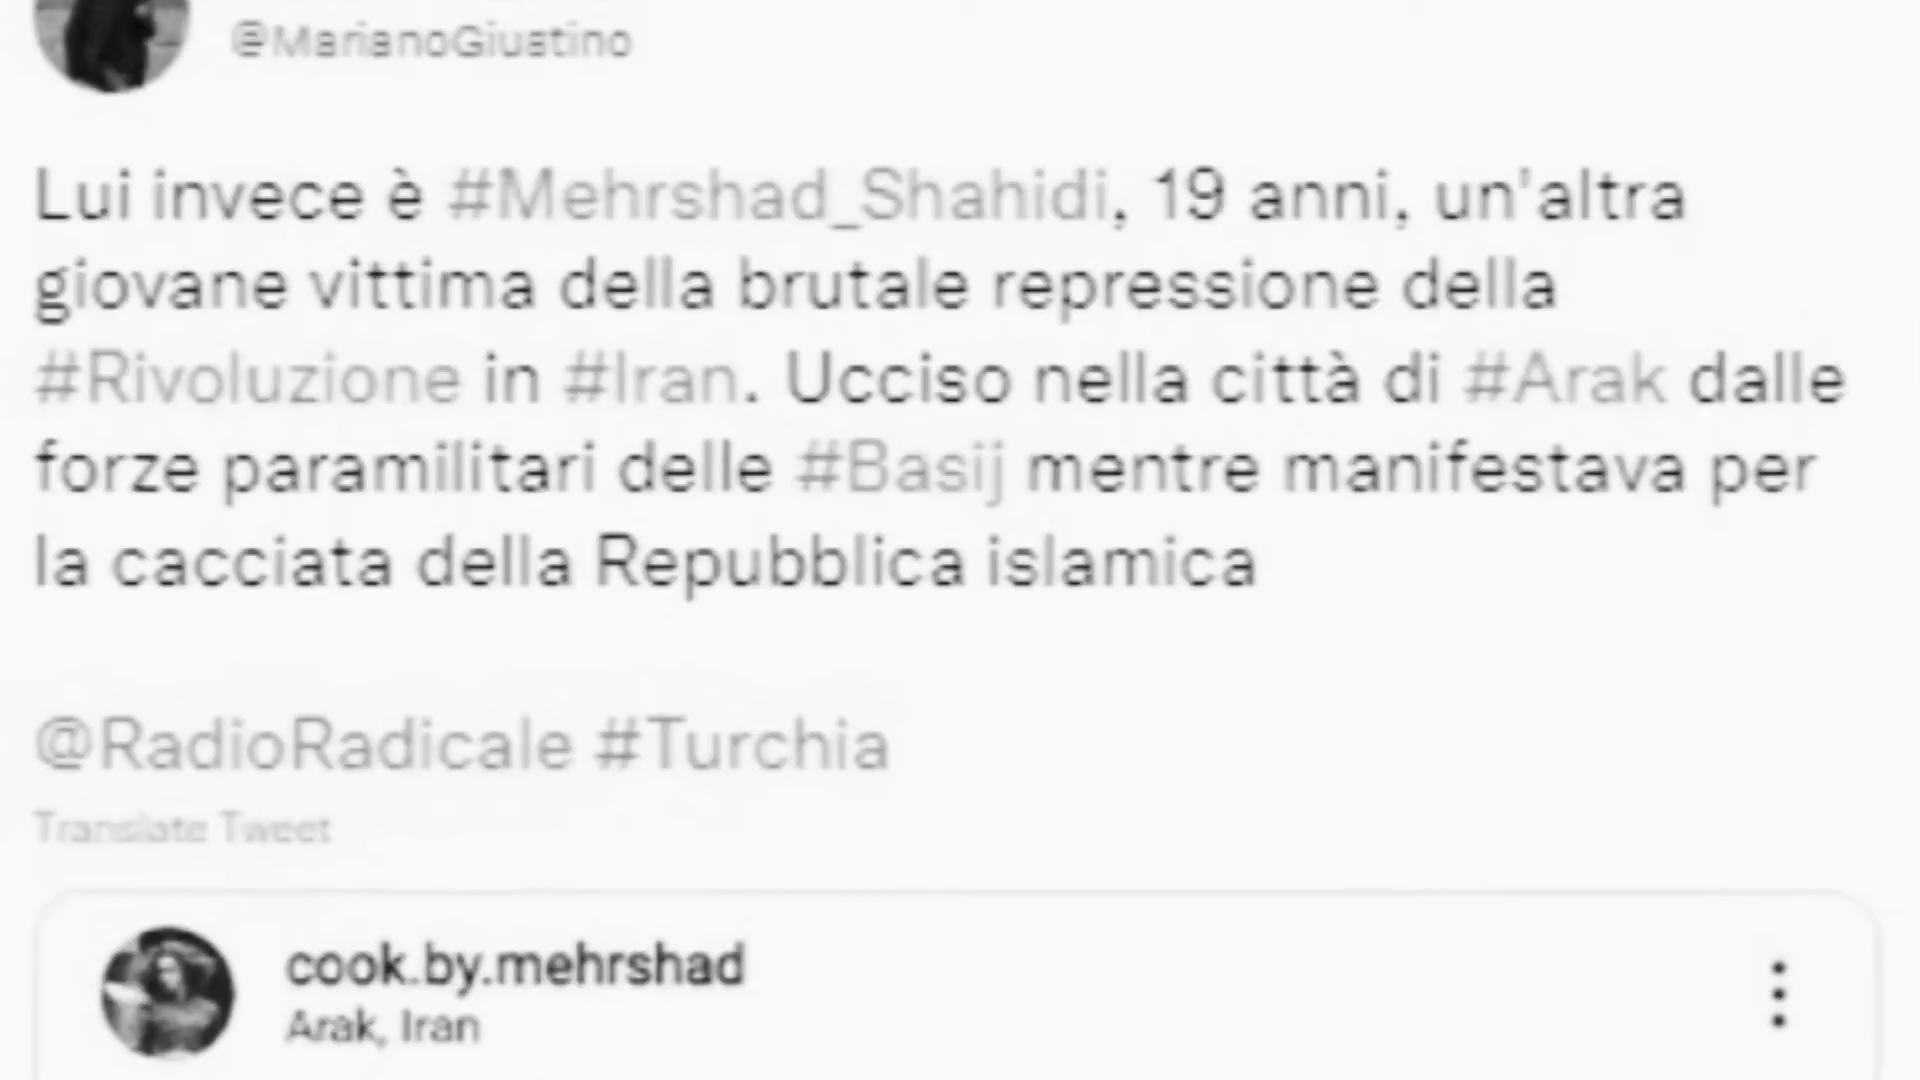 @MarianoGiustino
Lui invece è #Mehrshad_Shahidi, 19 anni, un'altra
giovane vittima della brutale repressione della
#Rivoluzione in #Iran. Ucciso nella città di #Arak dalle
forze paramilitari delle #Basij mentre manifestava per
la cacciata della Repubblica islamica
@RadioRadicale #Turchia
Translate Tweet
cook.by.mehrshad
Arak, Iran